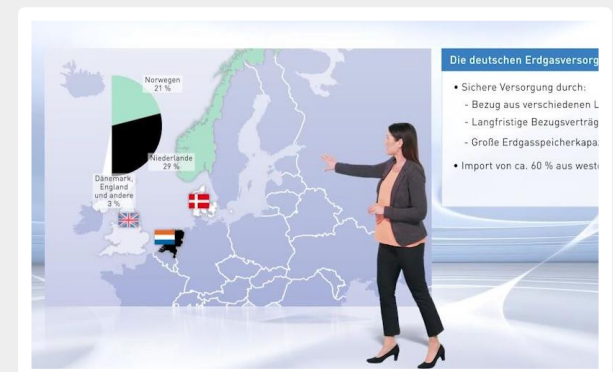 Norwegen
21 %
Niederlande
29 %
Dänemark,
England
und andere
3 %
Die deutschen Erdgasversorg
• Sichere Versorgung durch:
- Bezug aus verschiedenen L
- Langfristige Bezugsverträg
- Große Erdgasspeicherkapa
• Import von ca. 60 % aus west